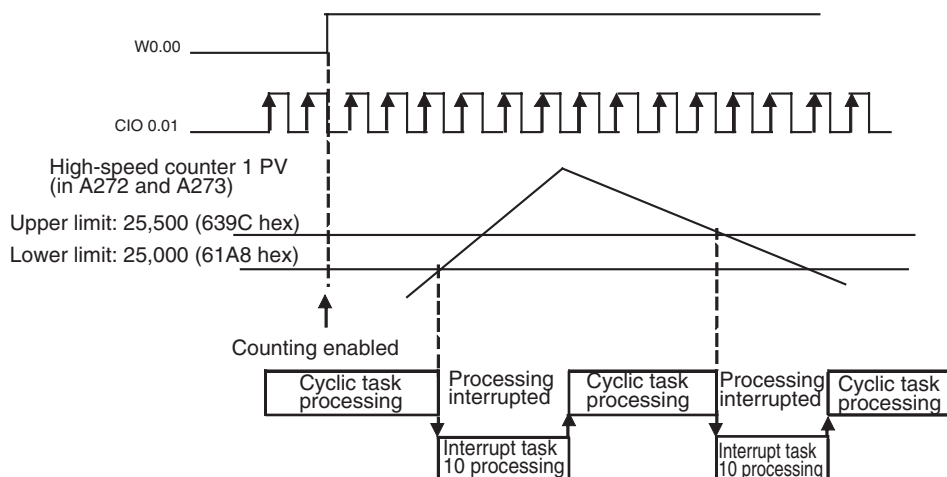 W0.00
CIO 0.01
High-speed counter 1 PV
(in A272 and A273)
Upper limit: 25,500 (639C hex)
Lower limit: 25,000 (61A8 hex)
Counting enabled
Cyclic task
processing
Processing
interrupted
Cyclic task
processing
Processing
interrupted
Cyclic task
processing
Interrupt task
10 processing
Interrupt task
10 processing